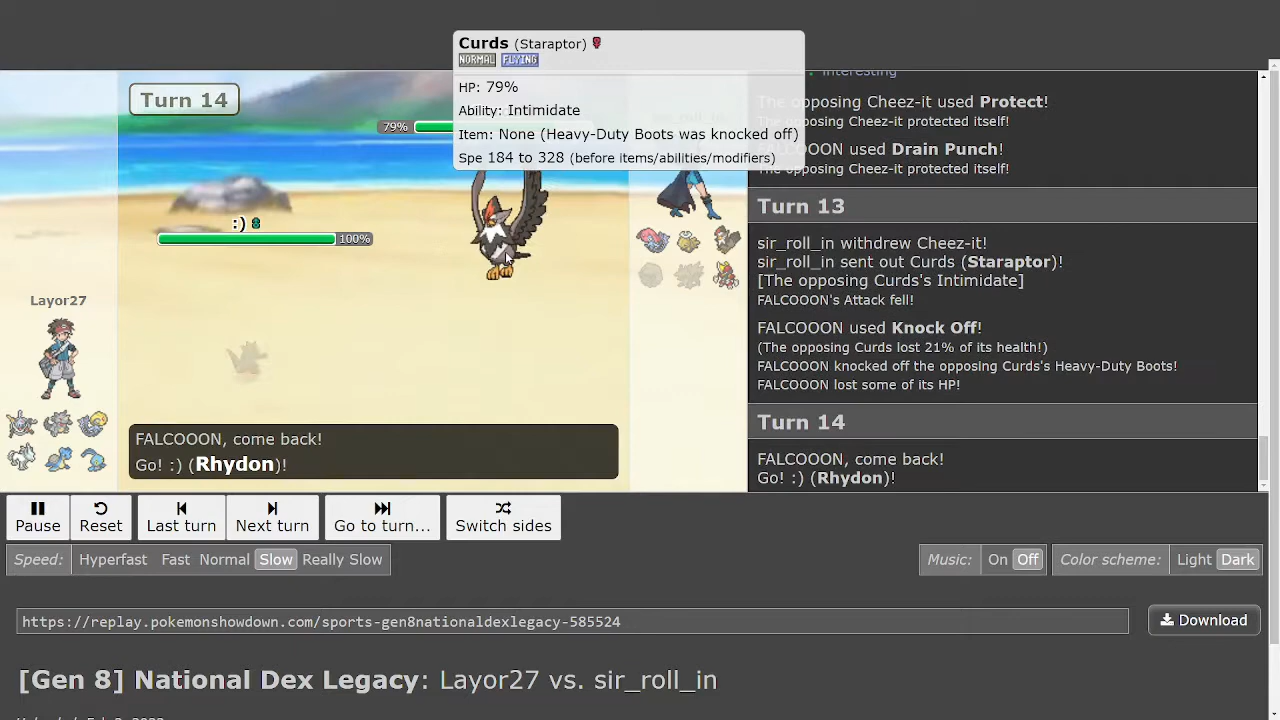 Curds (Staraptor)
NORMAL FLYING
HP: 79%
Ability: Intimidate
Item: None (Heavy-Duty Boots was knocked off)
Spe 184 to 328 (before items/abilities/modifiers)
Turn 14
79%
:)
100%
Layor27
FALCOOON, come back!
Go! :) (Rhydon)!
Interesting
The opposing Cheez-it used Protect!
The opposing Cheez-it protected itself!
FALCOOON used Drain Punch!
The opposing Cheez-it protected itself!
Turn 13
sir_roll_in withdrew Cheez-it!
sir_roll_in sent out Curds (Staraptor)!
[The opposing Curds's Intimidate]
FALCOOON's Attack fell!
FALCOOON used Knock Off!
(The opposing Curds lost 21% of its health!)
FALCOOON knocked off the opposing Curds's Heavy-Duty Boots!
FALCOOON lost some of its HP!
Turn 14
FALCOOON, come back!
Go! :) (Rhydon)!
Pause
Reset
Last turn
Next turn
Go to turn...
Switch sides
Speed: Hyperfast Fast Normal Slow Really Slow
Music: On Off
Color scheme: Light Dark
https://replay.pokemonshowdown.com/sports-gen8nationaldexlegacy-585524
Download
[Gen 8] National Dex Legacy: Layor27 vs. sir_roll_in